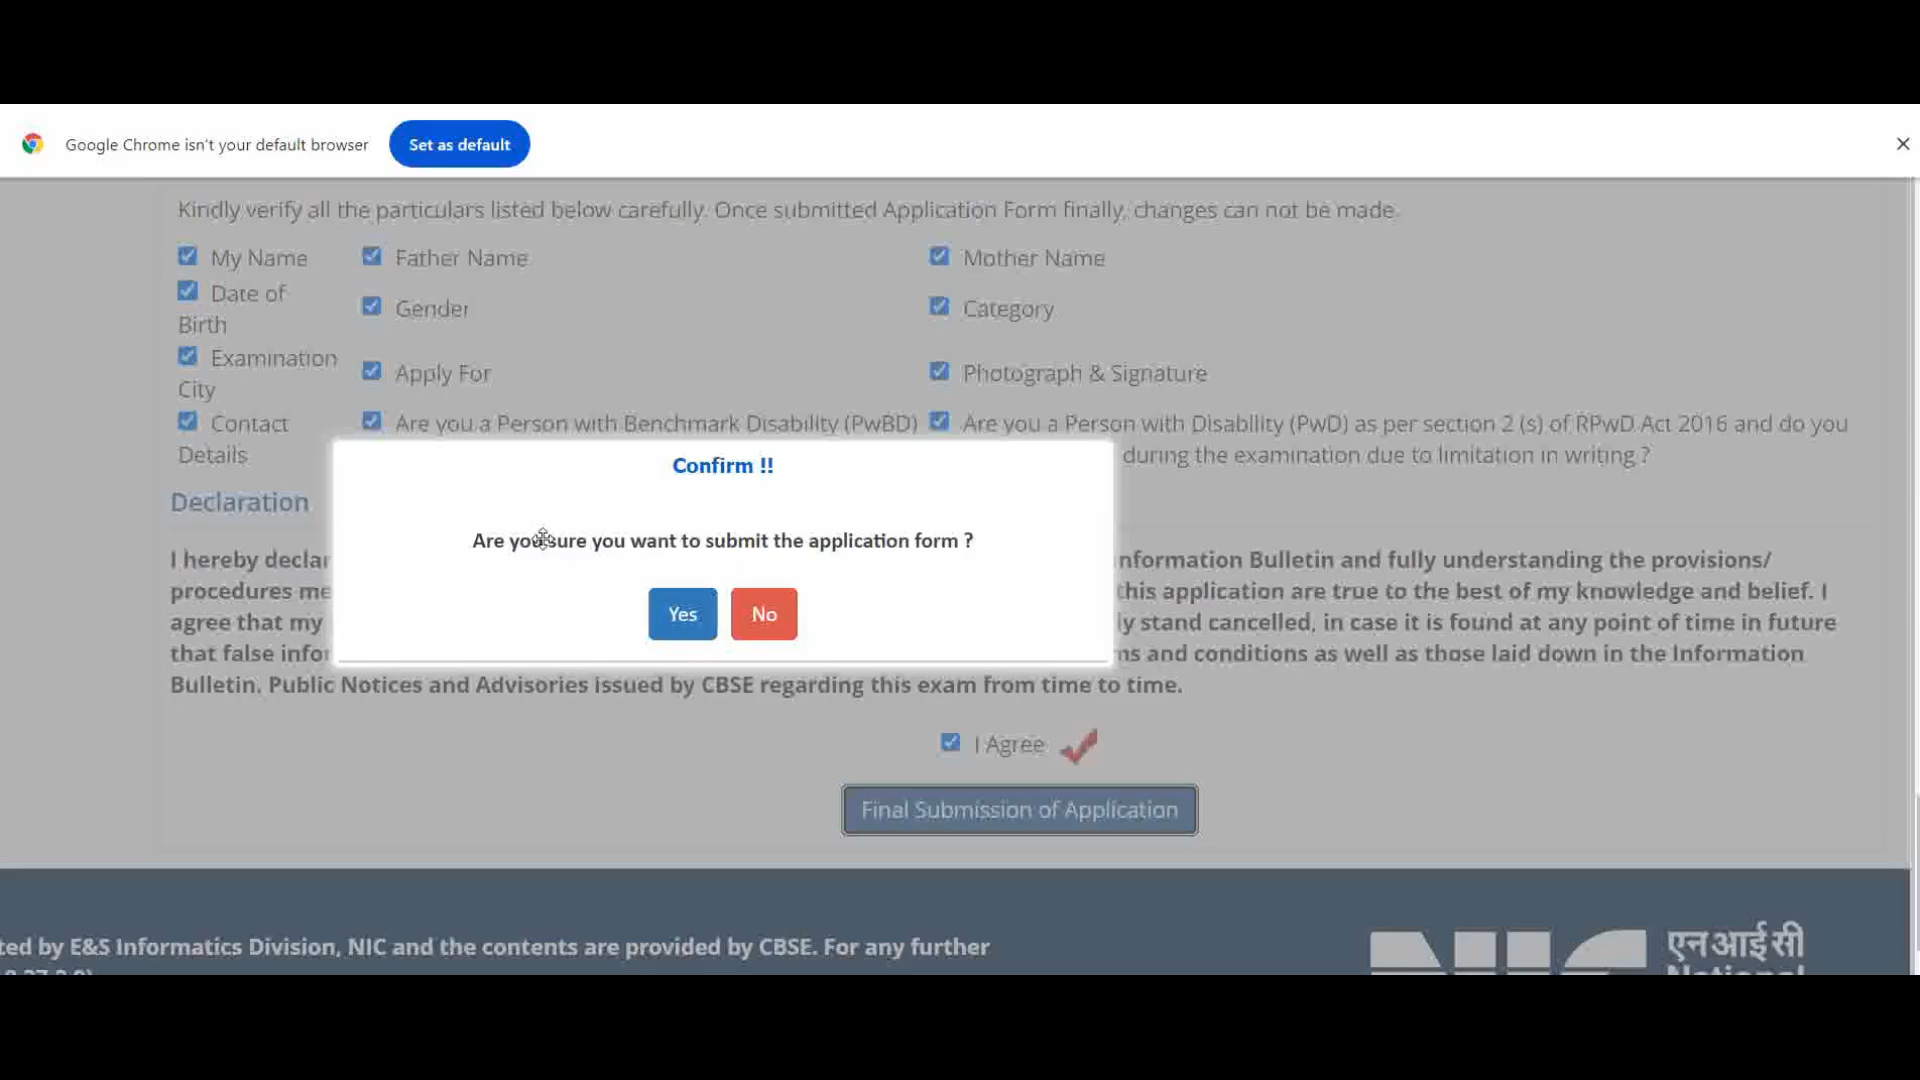 Google Chrome isn't your default browser Set as default
Kindly verify all the particulars listed below carefully. Once submitted Application Form finally, changes can not be made.
My Name Father Name Mother Name
Date of Birth Gender Category
Examination City Apply For Photograph & Signature
Contact Details Are you a Person with Benchmark Disability (PwBD) Are you a Person with Disability (PwD) as per section 2 (s) of RPwD Act 2016 and do you
during the examination due to limitation in writing ?
Confirm !!
Are you sure you want to submit the application form ?
Yes No
Declaration
I hereby declar nformation Bulletin and fully understanding the provisions/
procedures me this application are true to the best of my knowledge and belief. I
agree that my ly stand cancelled, in case it is found at any point of time in future
that false infor ns and conditions as well as those laid down in the Information
Bulletin. Public Notices and Advisories issued by CBSE regarding this exam from time to time.
I Agree
Final Submission of Application
ted by E&S Informatics Division, NIC and the contents are provided by CBSE. For any further
NIC एनआईसी
National